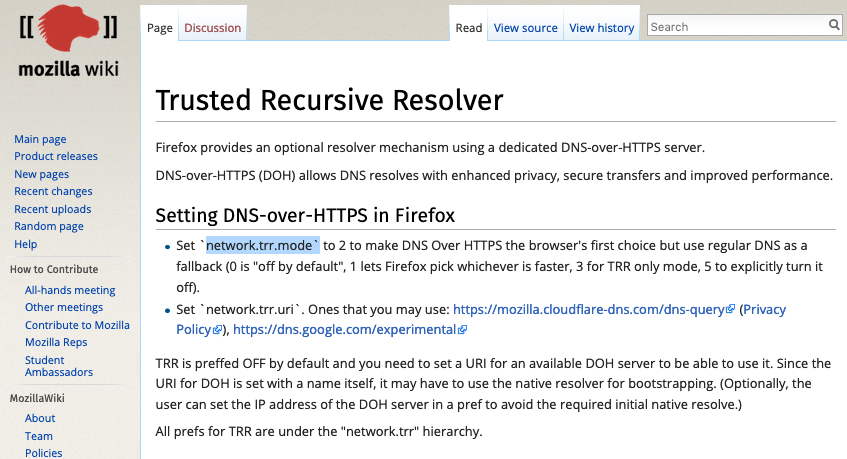 [[ ]]
mozilla wiki
Page
Discussion
Read
View source
View history
Search
Main page
Product releases
New pages
Recent changes
Recent uploads
Random page
Help
How to Contribute
All-hands meeting
Other meetings
Contribute to Mozilla
Mozilla Reps
Student
Ambassadors
MozillaWiki
About
Team
Policies
Trusted Recursive Resolver
Firefox provides an optional resolver mechanism using a dedicated DNS-over-HTTPS server.
DNS-over-HTTPS (DOH) allows DNS resolves with enhanced privacy, secure transfers and improved performance.
Setting DNS-over-HTTPS in Firefox
• Set `network.trr.mode` to 2 to make DNS Over HTTPS the browser's first choice but use regular DNS as a
fallback (0 is "off by default", 1 lets Firefox pick whichever is faster, 3 for TRR only mode, 5 to explicitly turn it
off).
• Set `network.trr.uri`. Ones that you may use: https://mozilla.cloudflare-dns.com/dns-query (Privacy
Policy), https://dns.google.com/experimental
TRR is preffed OFF by default and you need to set a URI for an available DOH server to be able to use it. Since the
URI for DOH is set with a name itself, it may have to use the native resolver for bootstrapping. (Optionally, the
user can set the IP address of the DOH server in a pref to avoid the required initial native resolve.)
All prefs for TRR are under the "network.trr" hierarchy.